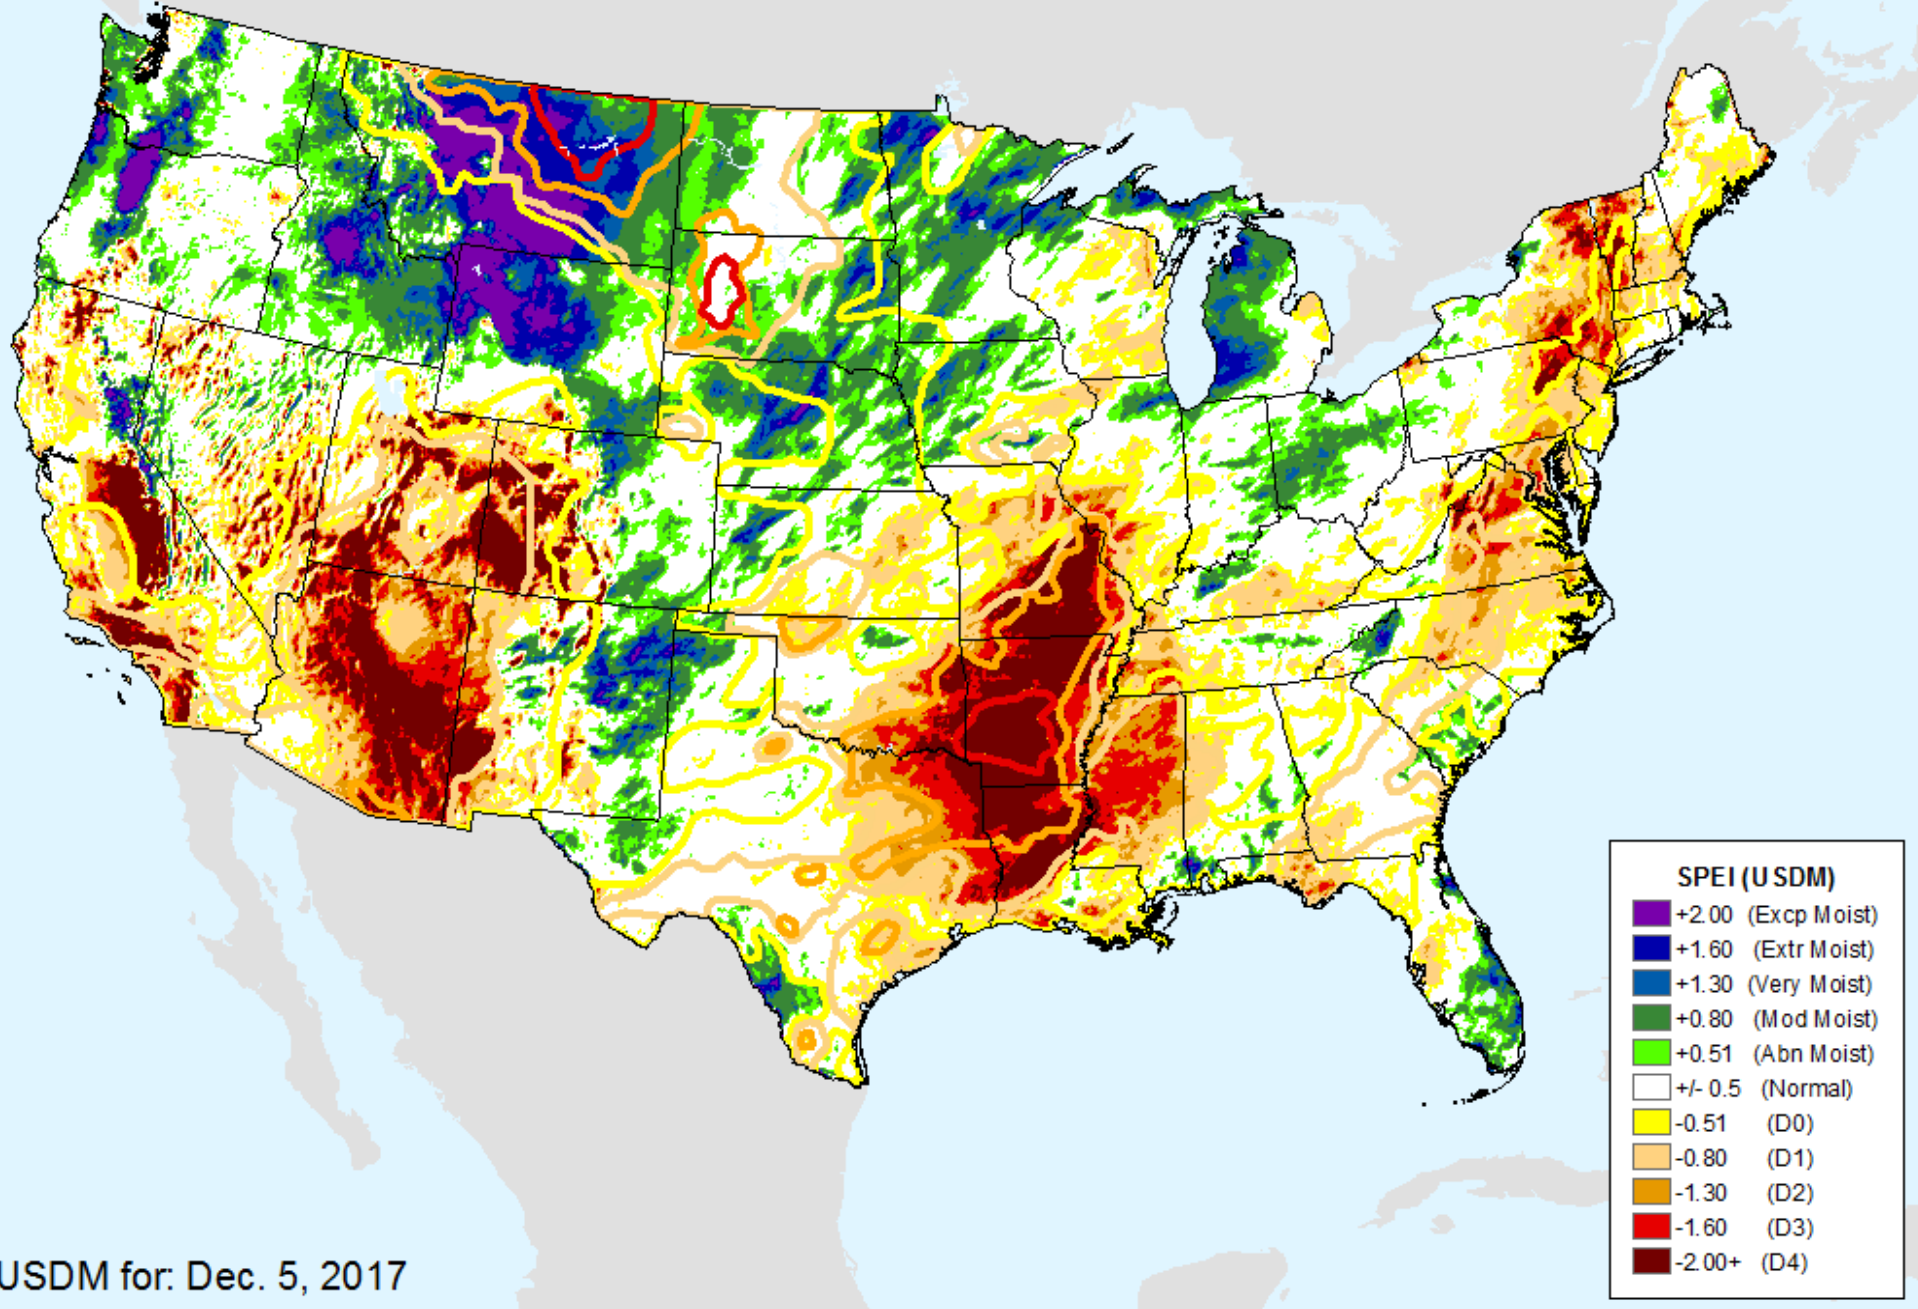 SPEI (USDM)
+2.00 (Excp Moist)
+1.60 (Extr Moist)
+1.30 (Very Moist)
+0.80 (Mod Moist)
+0.51 (Abn Moist)
+/- 0.5 (Normal)
-0.51 (D0)
-0.80 (D1)
-1.30 (D2)
-1.60 (D3)
-2.00+ (D4)
USDM for: Dec. 5, 2017